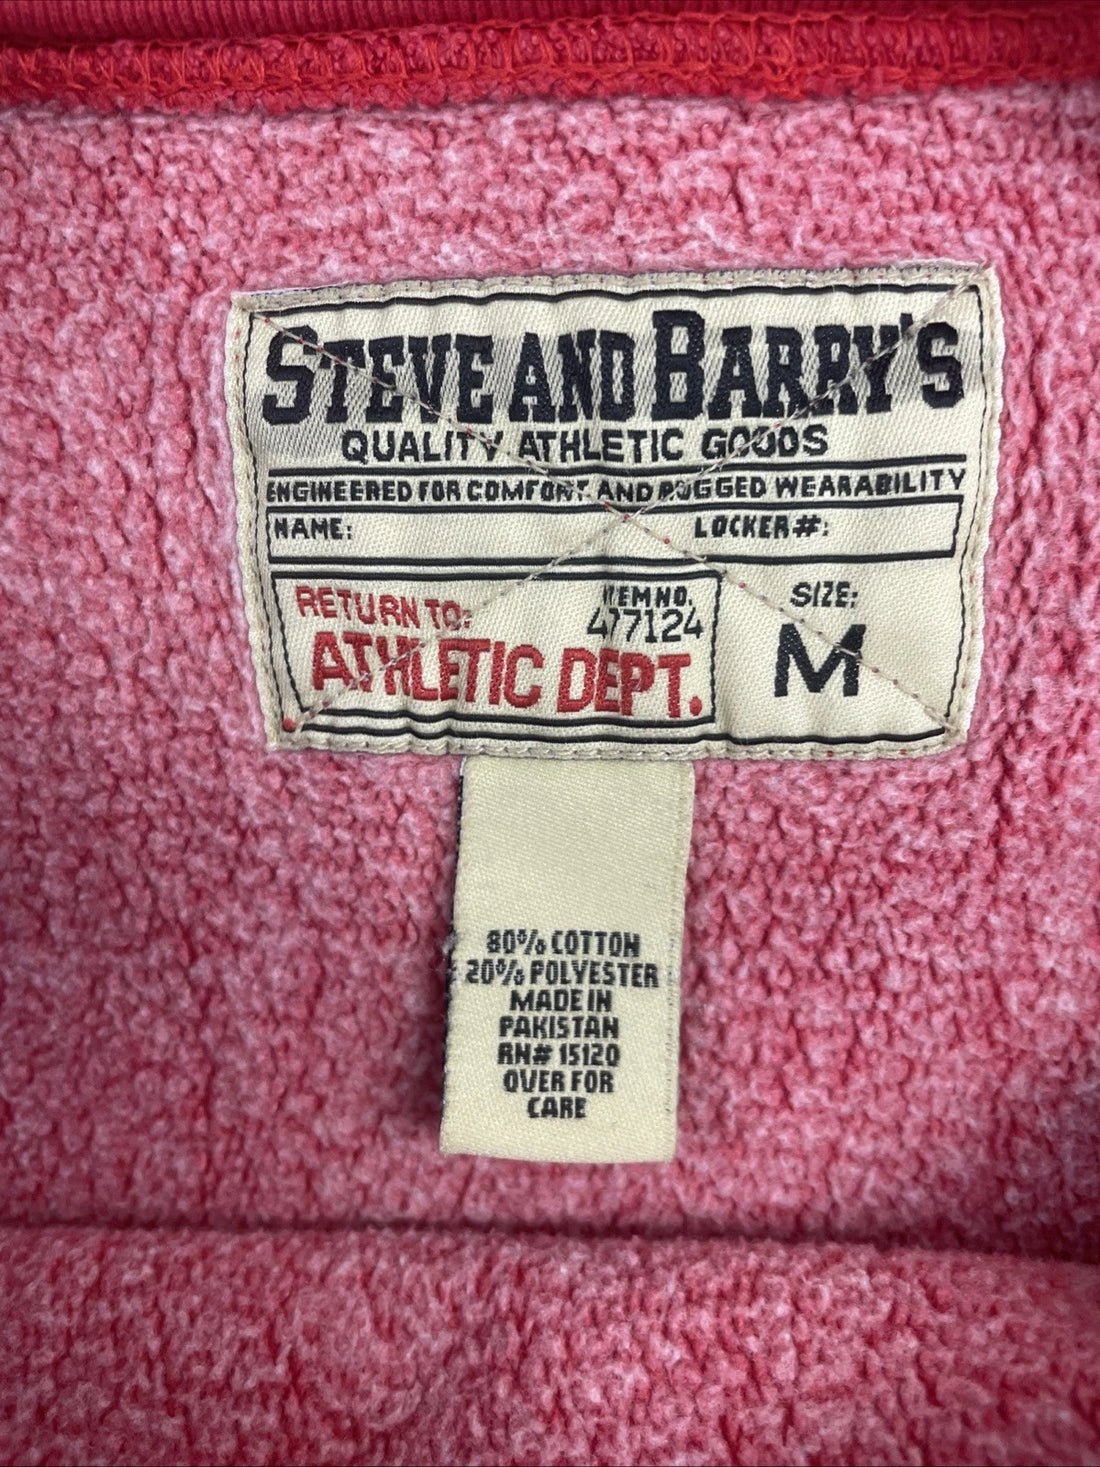 STEVE AND BARRY'S
QUALITY ATHLETIC GOODS
ENGINEERED FOR COMFORT AND RUGGED WEARABILITY
NAME: LOCKER#:
RETURN TO: ITEM NO. SIZE:
477124
ATHLETIC DEPT. M
80% COTTON
20% POLYESTER
MADE IN
PAKISTAN
RN# 15120
OVER FOR
CARE